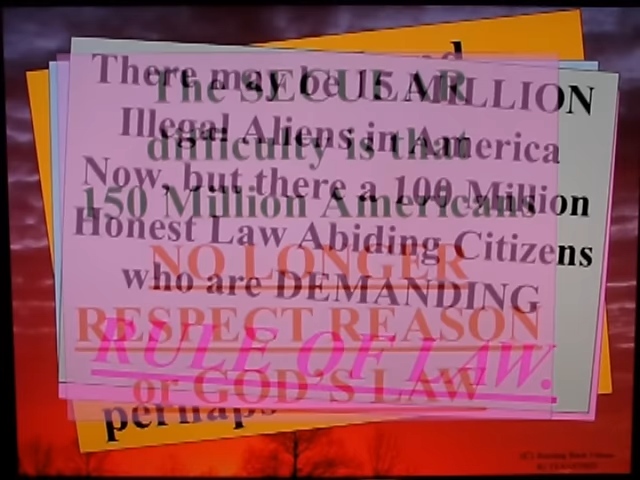 There may be 15 MILLION
Illegal Aliens in America
Now, but there a 100 Million
Honest Law Abiding Citizens
who are DEMANDING
RULE OF LAW.
The SECULAR
difficulty is that
150 Million Americans
NO LONGER
RESPECT REASON
or GOD'S LAW
perhaps